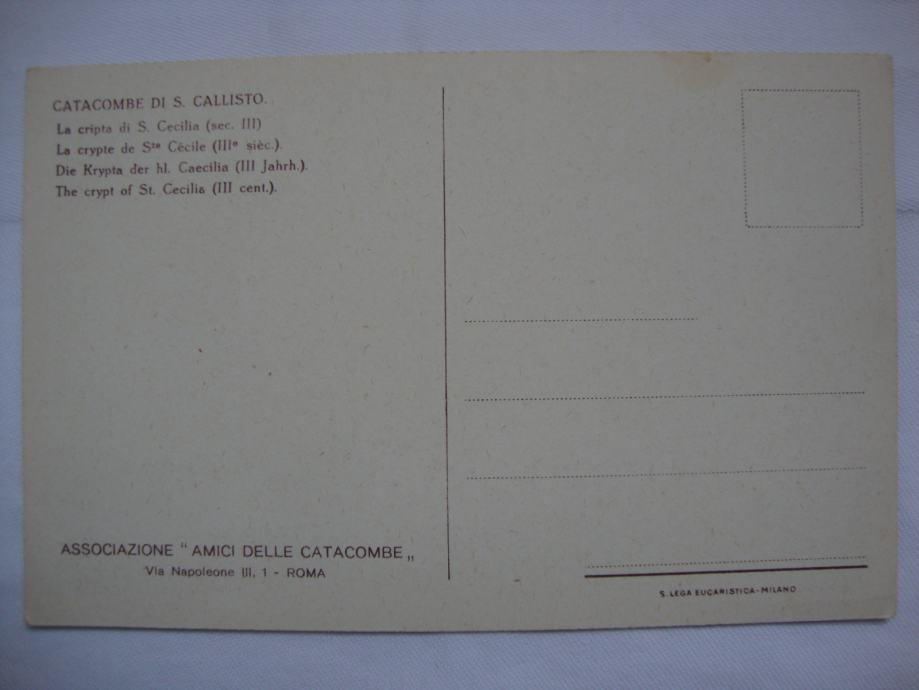 CATACOMBE DI S. CALLISTO.
La cripta di S. Cecilia (sec. III)
La crypte de Sᵗᵉ Cécile (IIIᵉ sièc.).
Die Krypta der hl. Caecilia (III Jahrh.).
The crypt of St. Cecilia (III cent.).
ASSOCIAZIONE " AMICI DELLE CATACOMBE „
Via Napoleone III, 1 - ROMA
S. LEGA EUCARISTICA - MILANO